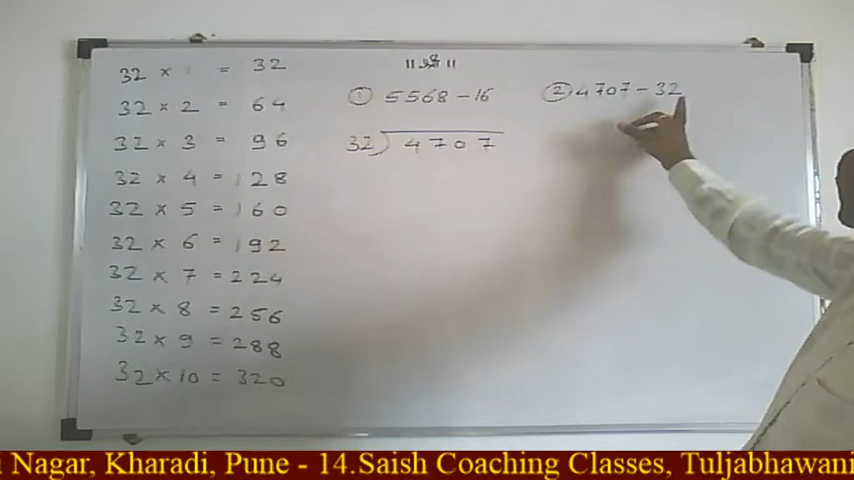 ॥ श्री ॥
32 × 1 = 32
32 × 2 = 64
32 × 3 = 96
32 × 4 = 128
32 × 5 = 160
32 × 6 = 192
32 × 7 = 224
32 × 8 = 256
32 × 9 = 288
32 × 10 = 320
① 5568 – 16
32 ) 4707
② 4707 – 32
i Nagar, Kharadi, Pune - 14.Saish Coaching Classes, Tuljabhawani